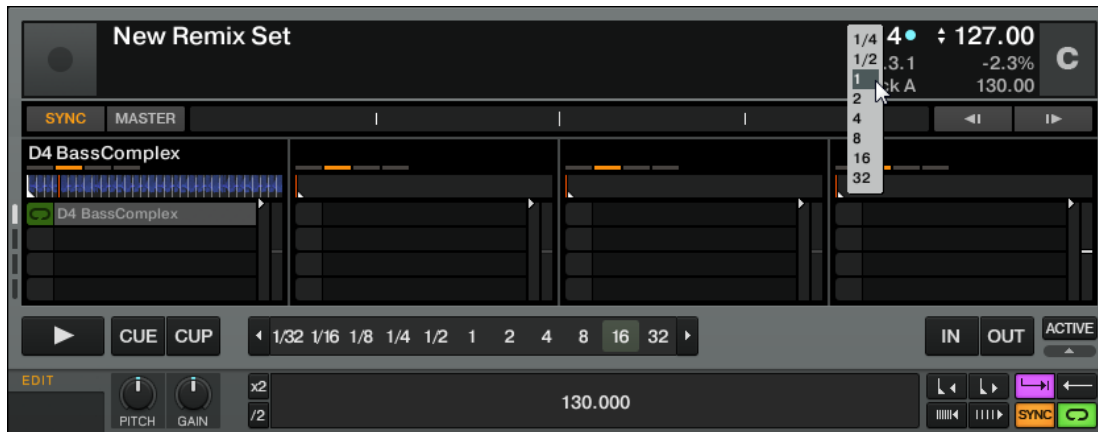 New Remix Set
1/4
1/2
1
2
4
8
16
32
4
.3.1
ck A
127.00
-2.3%
130.00
C
SYNC MASTER
D4 BassComplex
D4 BassComplex
CUE CUP 1/32 1/16 1/8 1/4 1/2 1 2 4 8 16 32 IN OUT ACTIVE
EDIT
PITCH GAIN
x2
/2
130.000
SYNC